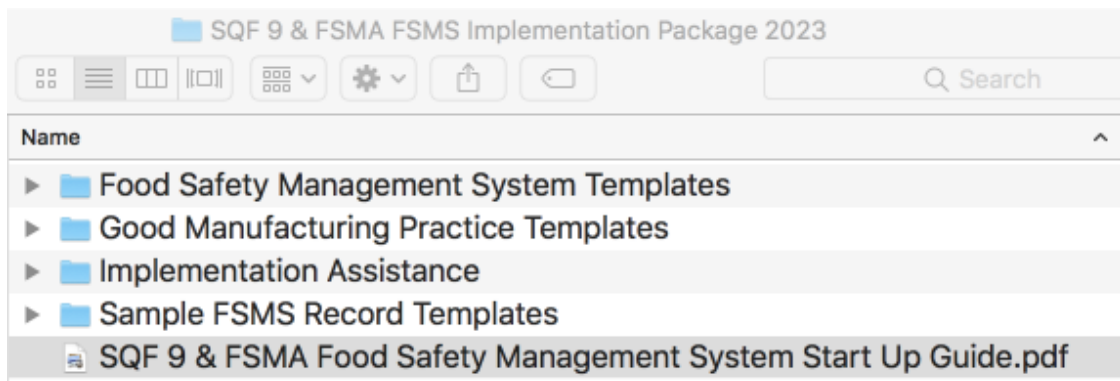 SQF 9 & FSMA FSMS Implementation Package 2023
Search
Name
Food Safety Management System Templates
Good Manufacturing Practice Templates
Implementation Assistance
Sample FSMS Record Templates
SQF 9 & FSMA Food Safety Management System Start Up Guide.pdf